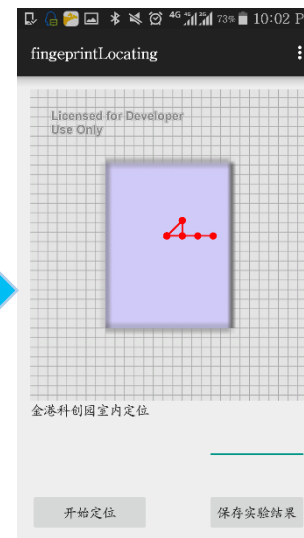 4G 73% 10:02 P
fingeprintLocating
Licensed for Developer
Use Only
金港科创园室内定位
开始定位 保存实验结果